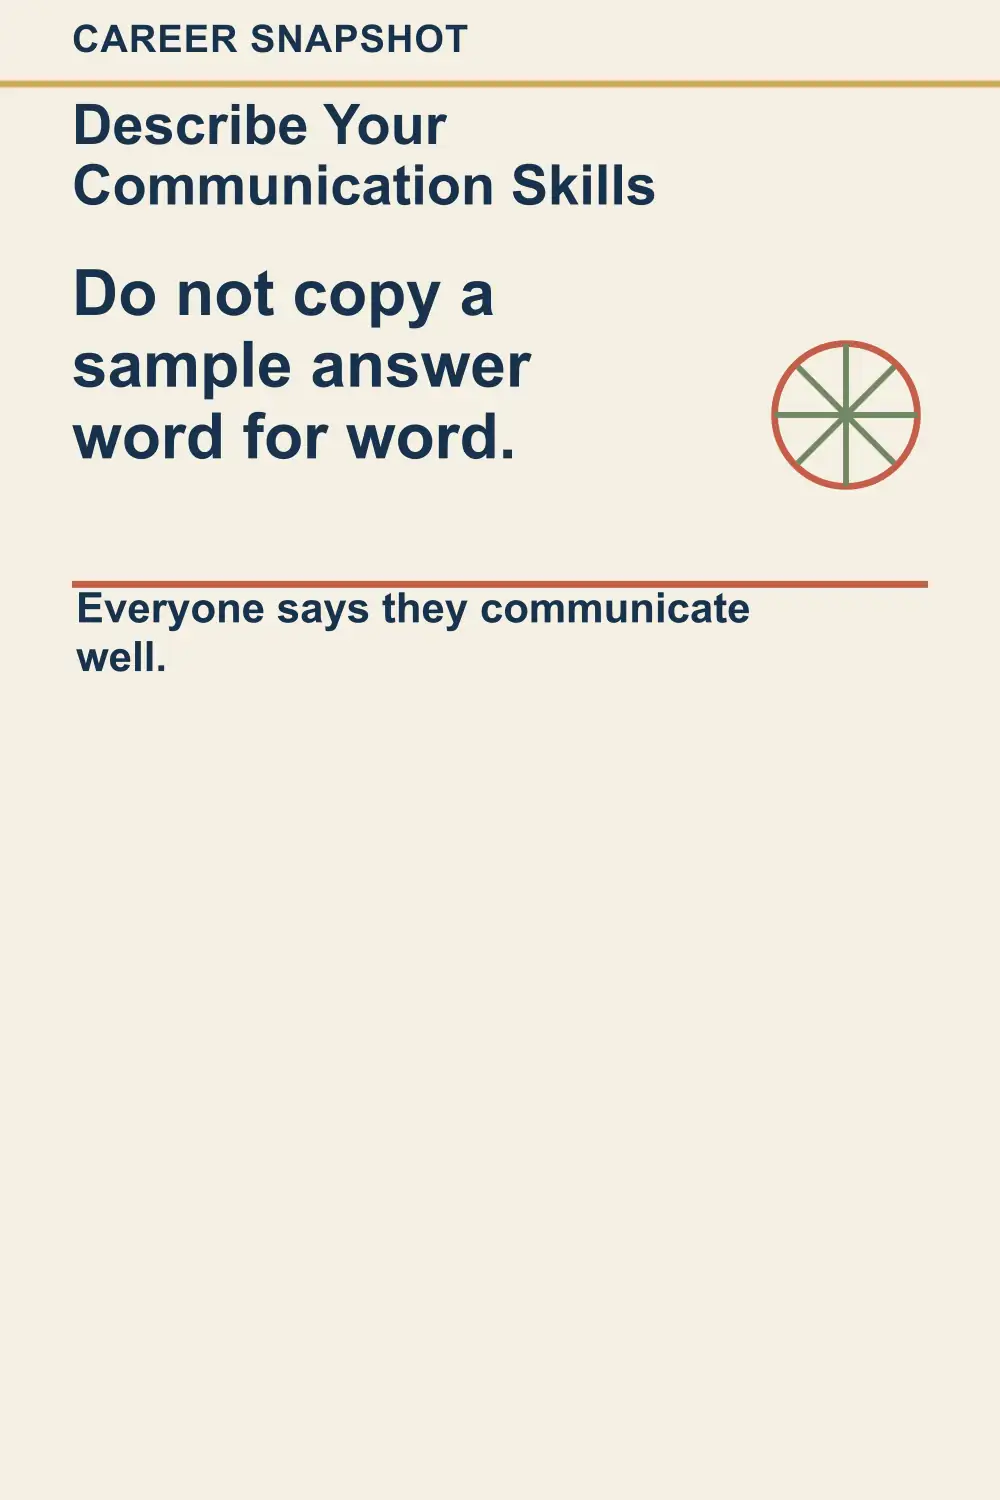 CAREER SNAPSHOT
Describe Your
Communication Skills
Do not copy a
sample answer
word for word.
Everyone says they communicate
well.